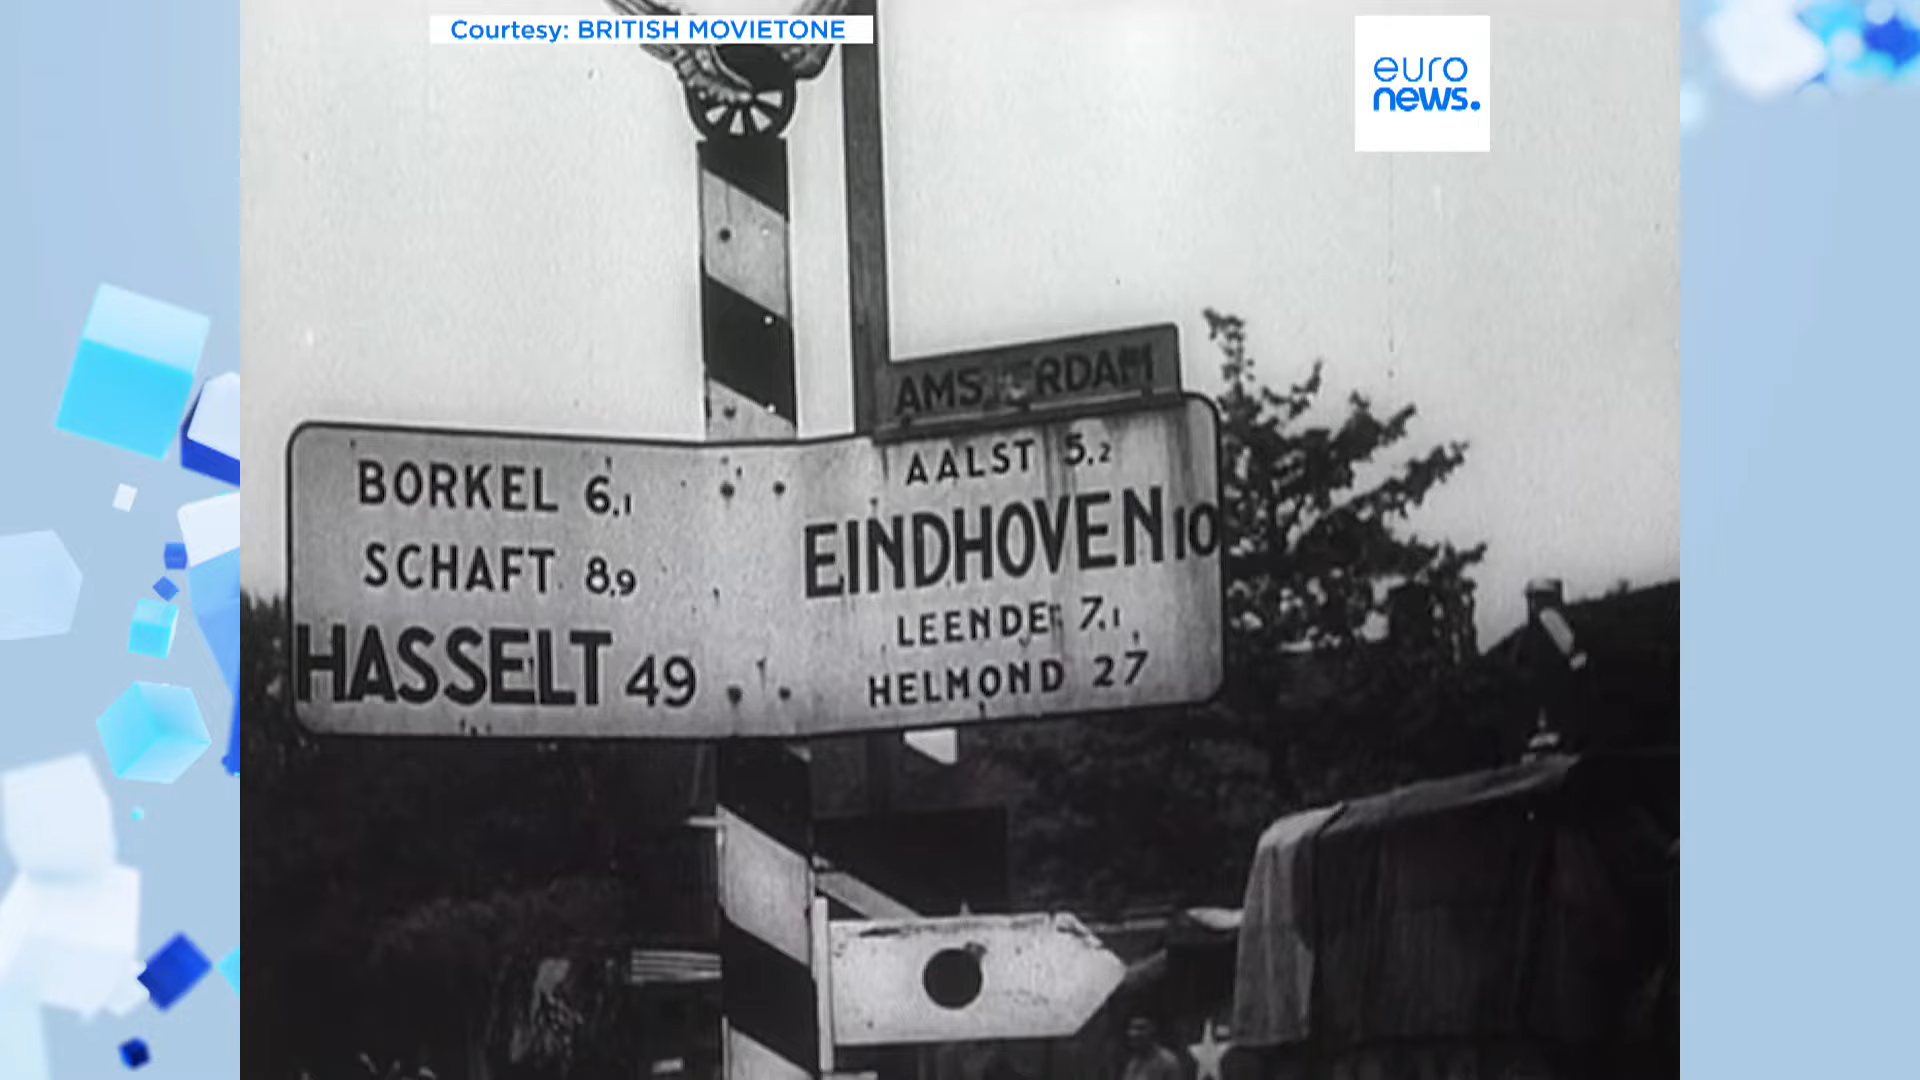 Courtesy: BRITISH MOVIETONE
euro
news.
AMSTERDAM
BORKEL 6.1
SCHAFT 8.9
HASSELT 49
AALST 5.2
EINDHOVEN 10
LEENDE 7.1
HELMOND 27